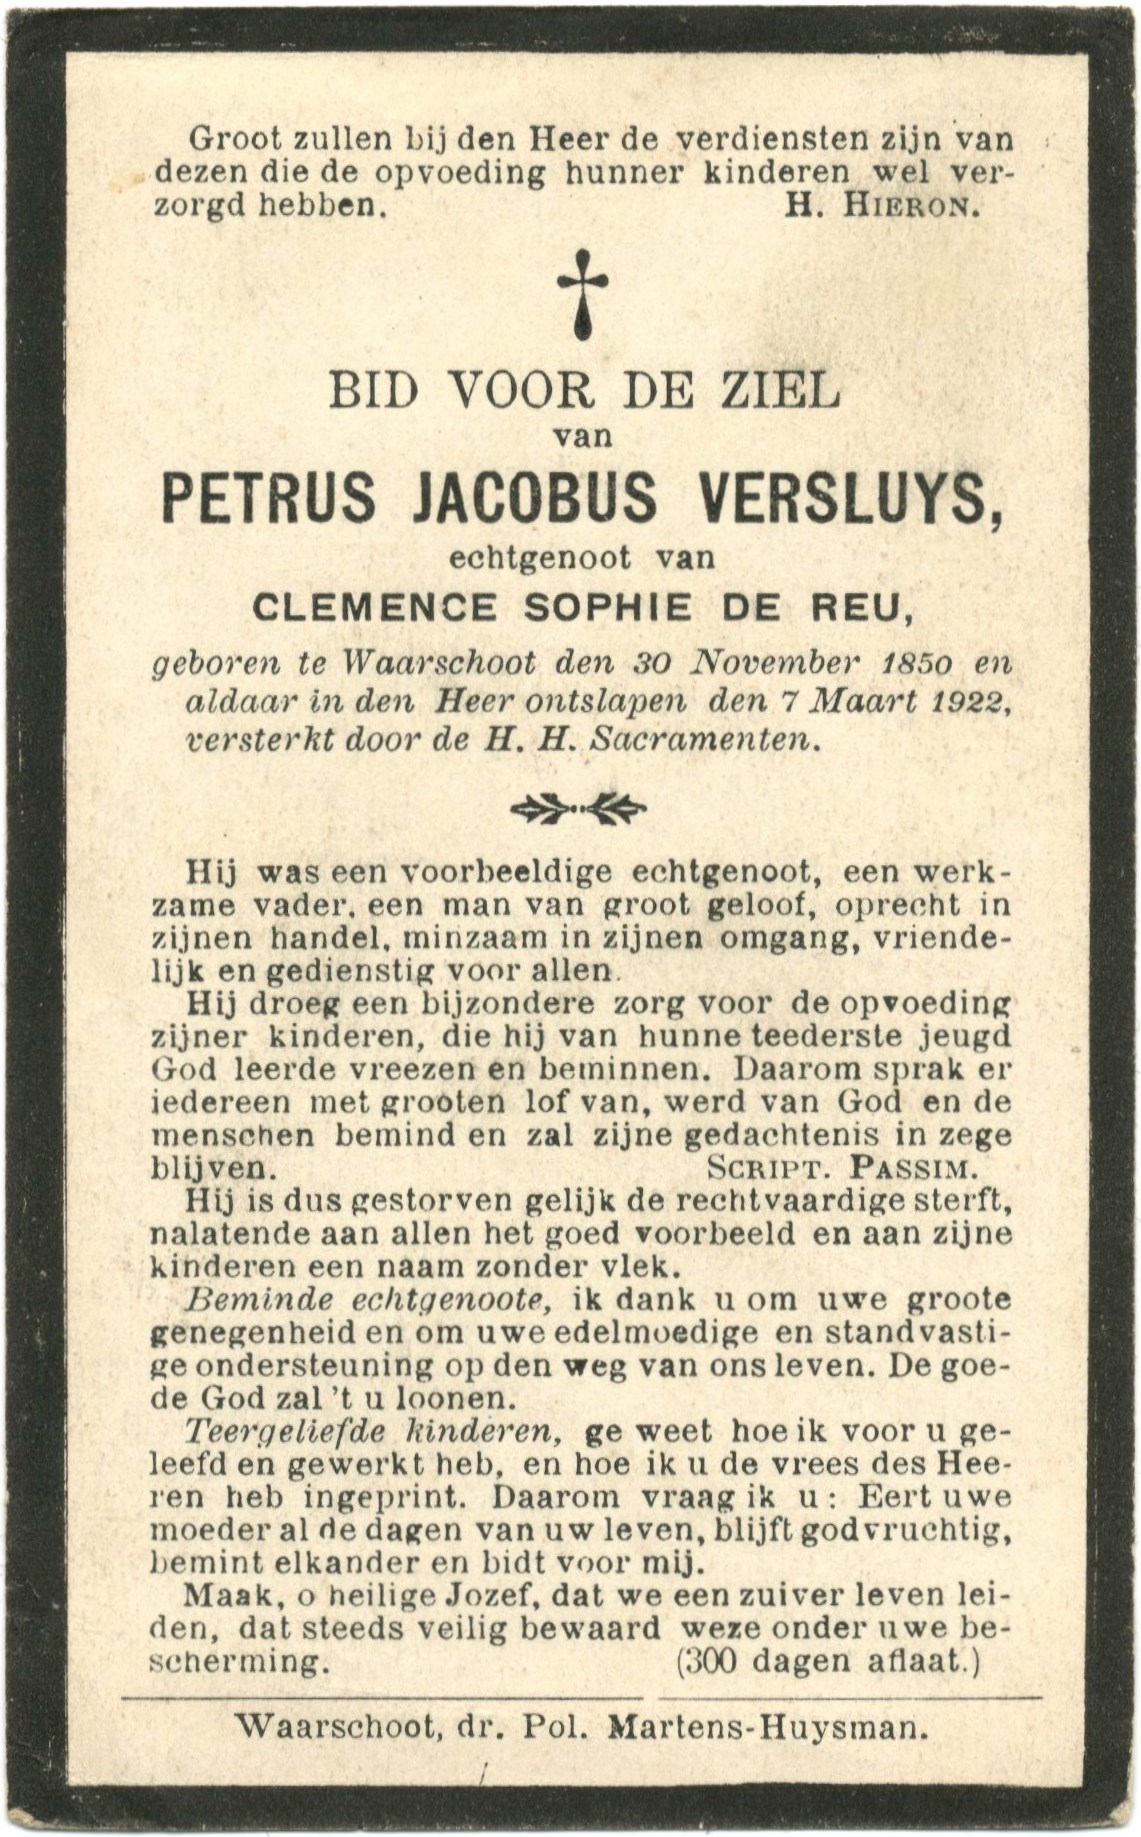 Groot zullen bij den Heer de verdiensten zijn van
dezen die de opvoeding hunner kinderen wel ver-
zorgd hebben. H. HIERON.
BID VOOR DE ZIEL
van
PETRUS JACOBUS VERSLUYS,
echtgenoot van
CLEMENCE SOPHIE DE REU,
geboren te Waarschoot den 30 November 1850 en
aldaar in den Heer ontslapen den 7 Maart 1922,
versterkt door de H. H. Sacramenten.
Hij was een voorbeeldige echtgenoot, een werk-
zame vader, een man van groot geloof, oprecht in
zijnen handel, minzaam in zijnen omgang, vriende-
lijk en gedienstig voor allen.
Hij droeg een bijzondere zorg voor de opvoeding
zijner kinderen, die hij van hunne teederste jeugd
God leerde vreezen en beminnen. Daarom sprak er
iedereen met grooten lof van, werd van God en de
menschen bemind en zal zijne gedachtenis in zege
blijven. SCRIPT. PASSIM.
Hij is dus gestorven gelijk de rechtvaardige sterft,
nalatende aan allen het goed voorbeeld en aan zijne
kinderen een naam zonder vlek.
Beminde echtgenoote, ik dank u om uwe groote
genegenheid en om uwe edelmoedige en standvasti-
ge ondersteuning op den weg van ons leven. De goe-
de God zal 't u loonen.
Teergeliefde kinderen, ge weet hoe ik voor u ge-
leefd en gewerkt heb, en hoe ik u de vrees des Hee-
ren heb ingeprint. Daarom vraag ik u : Eert uwe
moeder al de dagen van uw leven, blijft godvruchtig,
bemint elkander en bidt voor mij.
Maak, o heilige Jozef, dat we een zuiver leven lei-
den, dat steeds veilig bewaard weze onder uwe be-
scherming. (300 dagen aflaat.)
Waarschoot, dr. Pol. Martens-Huysman.